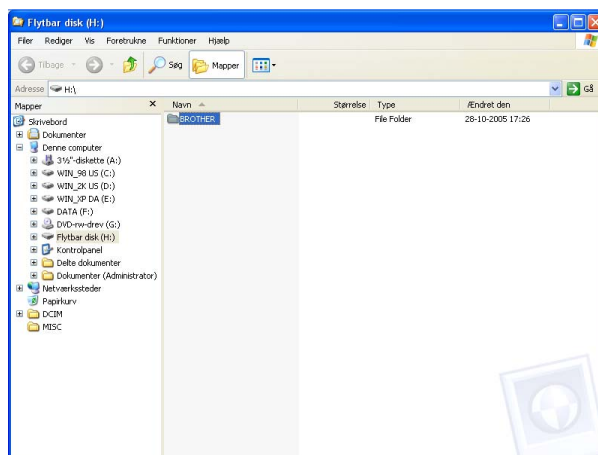 Flytbar disk (H:)
Filer Rediger Vis Foretrukne Funktioner Hjælp
Tilbage Søg Mapper
Adresse H:\ Gå
Mapper Navn Størrelse Type Ændret den
Skrivebord BROTHER File Folder 28-10-2005 17:26
Dokumenter
Denne computer
3½"-diskette (A:)
WIN_98 US (C:)
WIN_2K US (D:)
WIN_XP DA (E:)
DATA (F:)
DVD-rw-drev (G:)
Flytbar disk (H:)
Kontrolpanel
Delte dokumenter
Dokumenter (Administrator)
Netværkssteder
Papirkurv
DCIM
MISC